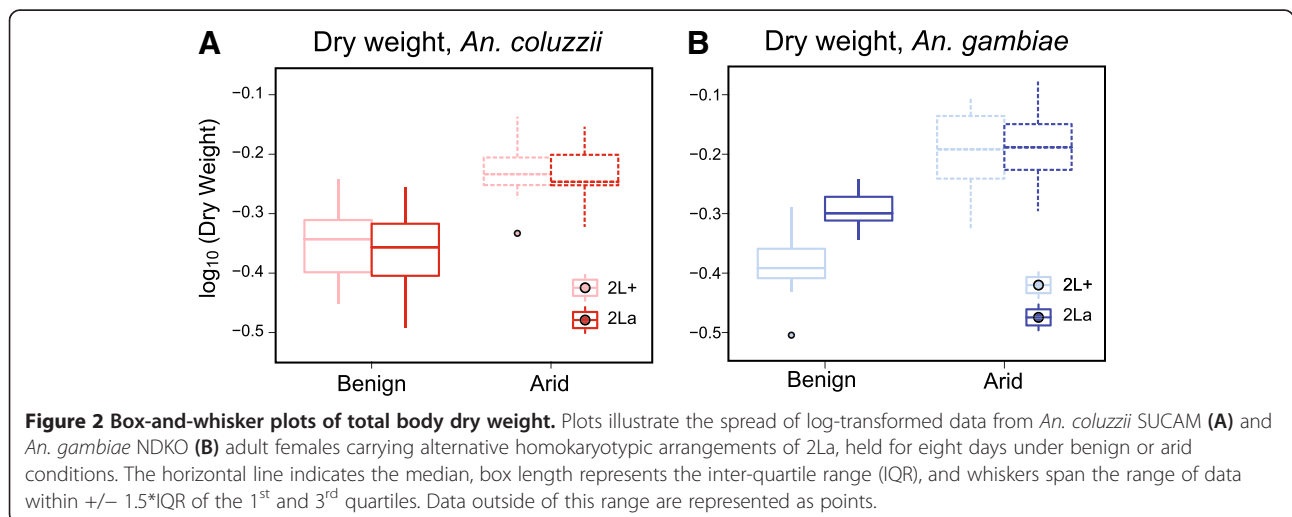 A Dry weight, An. coluzzii
log10 (Dry Weight)
−0.1
−0.2
−0.3
−0.4
−0.5
2L+
2La
Benign Arid
B Dry weight, An. gambiae
−0.1
−0.2
−0.3
−0.4
−0.5
2L+
2La
Benign Arid
Figure 2 Box-and-whisker plots of total body dry weight. Plots illustrate the spread of log-transformed data from An. coluzzii SUCAM (A) and
An. gambiae NDKO (B) adult females carrying alternative homokaryotypic arrangements of 2La, held for eight days under benign or arid
conditions. The horizontal line indicates the median, box length represents the inter-quartile range (IQR), and whiskers span the range of data
within +/− 1.5*IQR of the 1st and 3rd quartiles. Data outside of this range are represented as points.